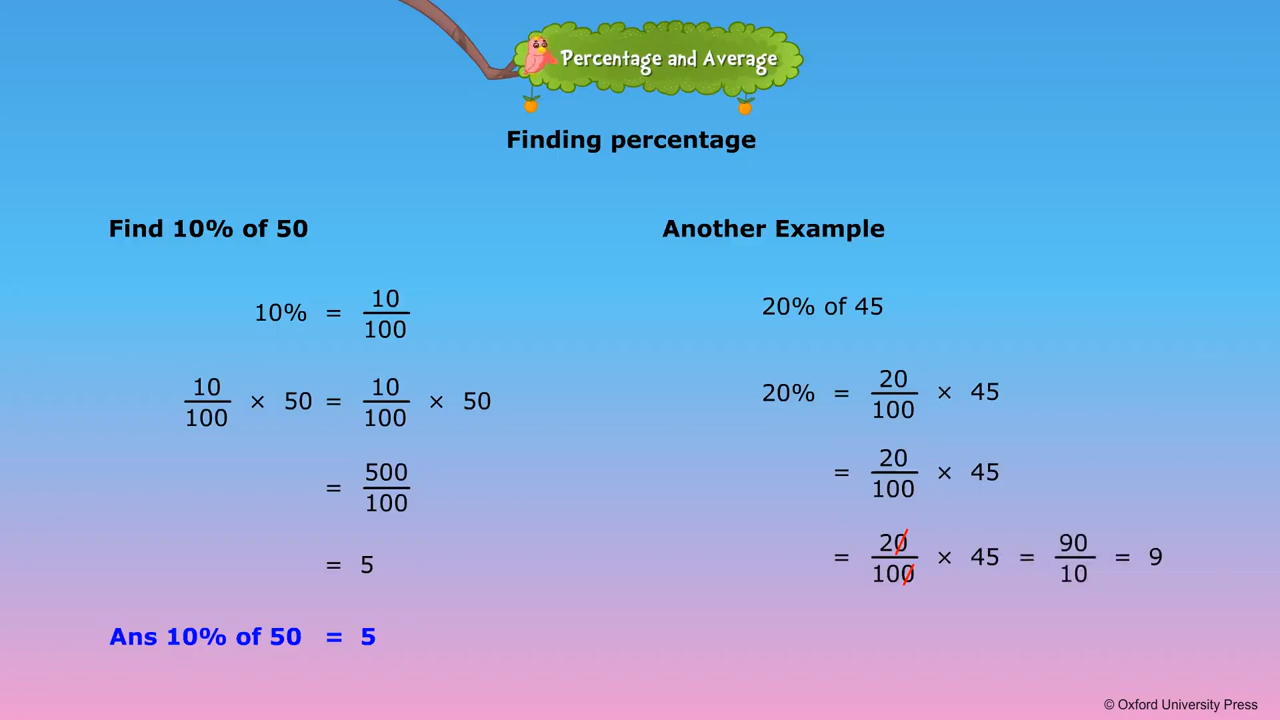 Percentage and Average
Finding percentage
Find 10% of 50
10% = 10/100
10/100 × 50 = 10/100 × 50
= 500/100
= 5
Ans 10% of 50 = 5
Another Example
20% of 45
20% = 20/100 × 45
= 20/100 × 45
= 20/100 × 45 = 90/10 = 9
© Oxford University Press